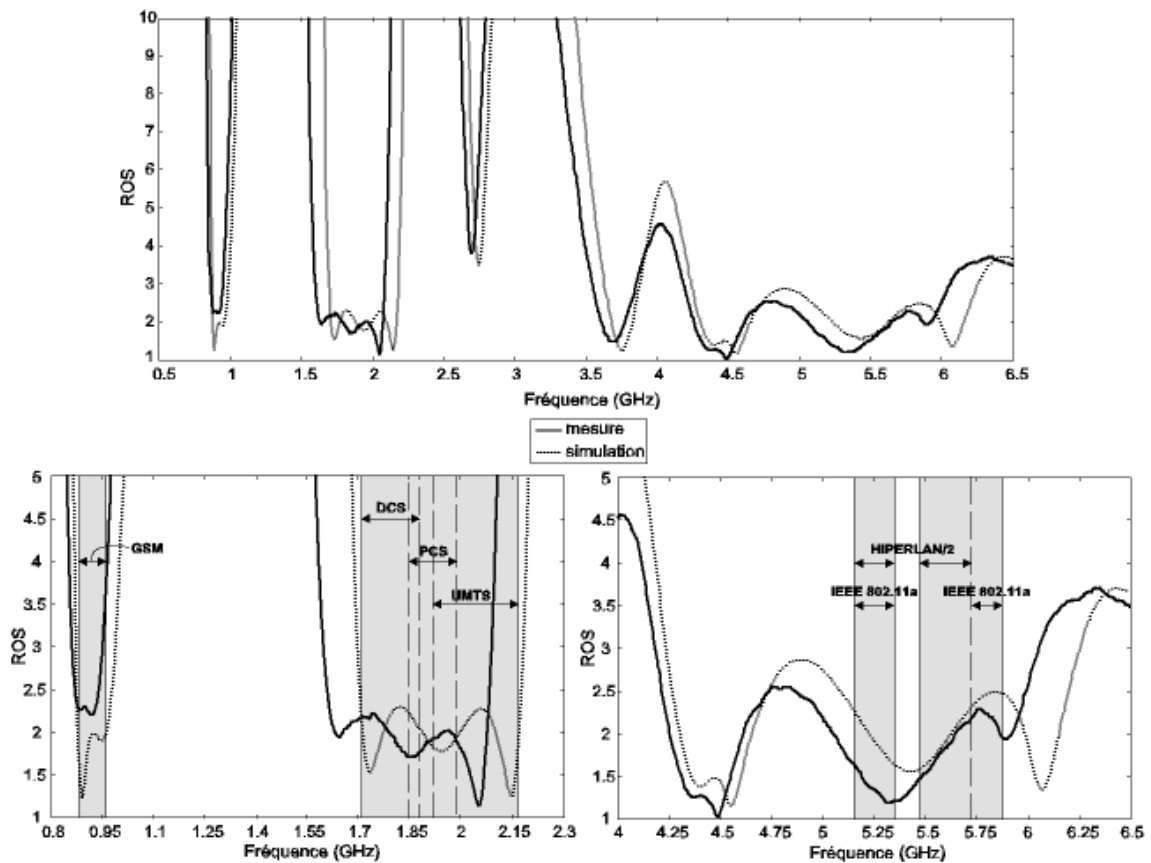 10
9
8
7
6
5
4
3
2
1
ROS
0.5 1 1.5 2 2.5 3 3.5 4 4.5 5 5.5 6 6.5
Fréquence (GHz)
mesure
simulation
5
4.5
4
3.5
3
2.5
2
1.5
1
ROS
GSM
DCS
PCS
UMTS
0.8 0.95 1.1 1.25 1.4 1.55 1.7 1.85 2 2.15 2.3
Fréquence (GHz)
5
4.5
4
3.5
3
2.5
2
1.5
1
ROS
HIPERLAN/2
IEEE 802.11a IEEE 802.11a
4 4.25 4.5 4.75 5 5.25 5.5 5.75 6 6.25 6.5
Fréquence (GHz)